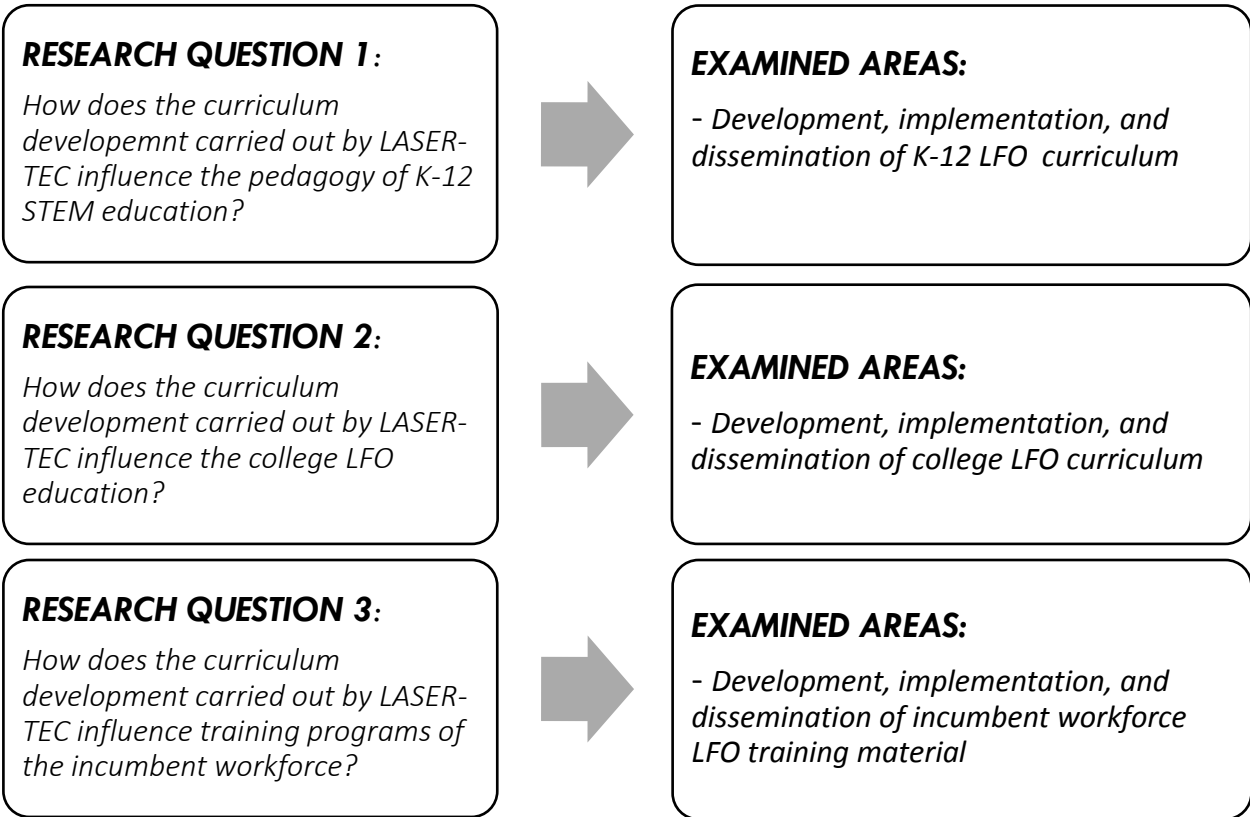 RESEARCH QUESTION 1:
How does the curriculum
developemnt carried out by LASER-
TEC influence the pedagogy of K-12
STEM education?
EXAMINED AREAS:
- Development, implementation, and
dissemination of K-12 LFO curriculum
RESEARCH QUESTION 2:
How does the curriculum
development carried out by LASER-
TEC influence the college LFO
education?
EXAMINED AREAS:
- Development, implementation, and
dissemination of college LFO curriculum
RESEARCH QUESTION 3:
How does the curriculum
development carried out by LASER-
TEC influence training programs of
the incumbent workforce?
EXAMINED AREAS:
- Development, implementation, and
dissemination of incumbent workforce
LFO training material